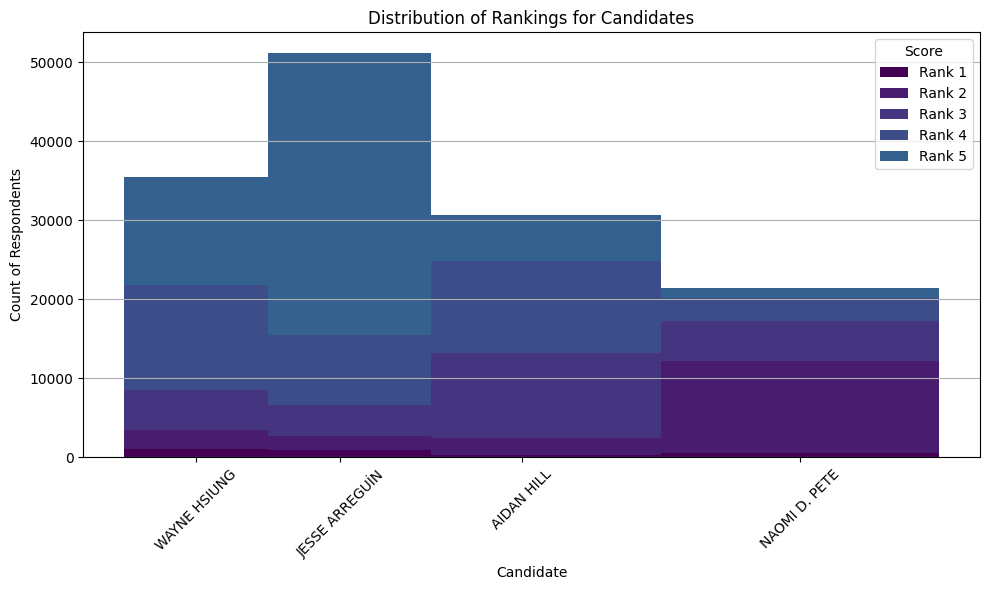 Distribution of Rankings for Candidates
Count of Respondents
50000
40000
30000
20000
10000
0
Score
Rank 1
Rank 2
Rank 3
Rank 4
Rank 5
WAYNE HSIUNG
JESSE ARREGUÍN
AIDAN HILL
NAOMI D. PETE
Candidate